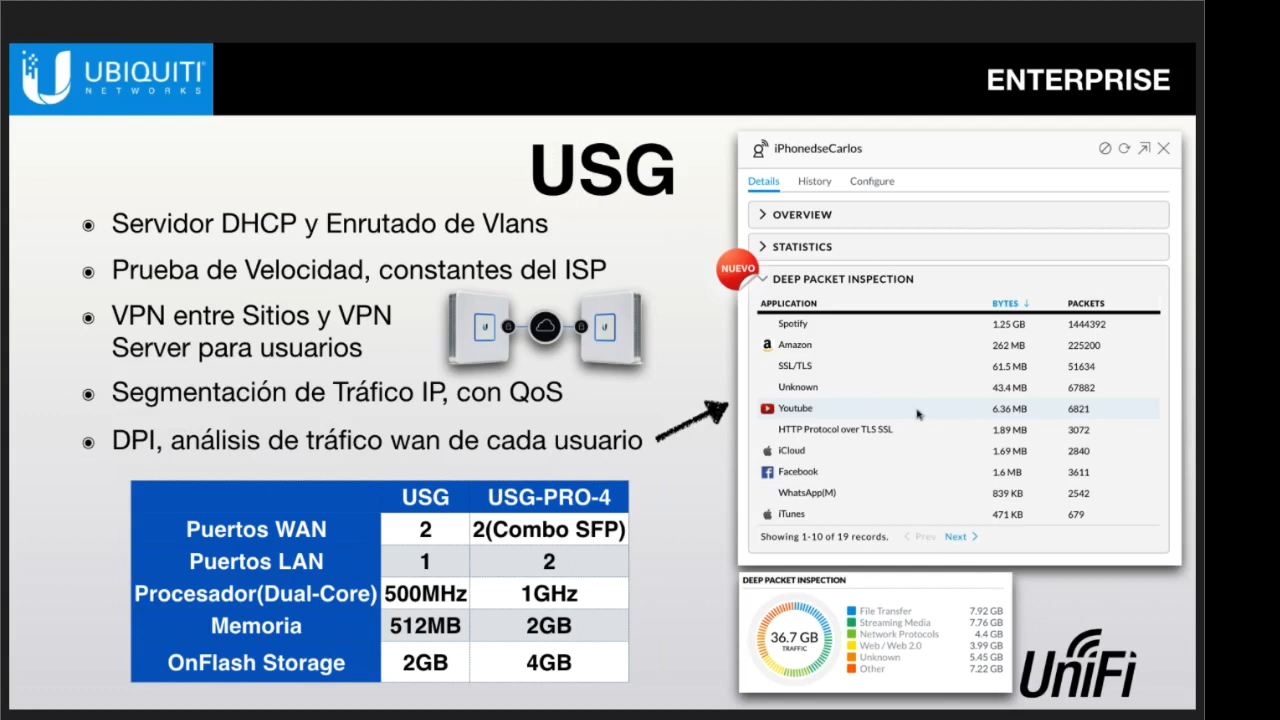 UBIQUITI
NETWORKS
ENTERPRISE
USG
Servidor DHCP y Enrutado de Vlans
Prueba de Velocidad, constantes del ISP
VPN entre Sitios y VPN
Server para usuarios
Segmentación de Tráfico IP, con QoS
DPI, análisis de tráfico wan de cada usuario
USG USG-PRO-4
Puertos WAN 2 2(Combo SFP)
Puertos LAN 1 2
Procesador(Dual-Core) 500MHz 1GHz
Memoria 512MB 2GB
OnFlash Storage 2GB 4GB
iPhonedseCarlos
Details History Configure
OVERVIEW
STATISTICS
NUEVO
DEEP PACKET INSPECTION
APPLICATION BYTES ↓ PACKETS
Spotify 1.25 GB 1444392
Amazon 262 MB 225200
SSL/TLS 61.5 MB 51634
Unknown 43.4 MB 67882
Youtube 6.36 MB 6821
HTTP Protocol over TLS SSL 1.89 MB 3072
iCloud 1.69 MB 2840
Facebook 1.6 MB 3611
WhatsApp(M) 839 KB 2542
iTunes 471 KB 679
Showing 1-10 of 19 records. < Prev Next >
DEEP PACKET INSPECTION
36.7 GB
TRAFFIC
File Transfer 7.92 GB
Streaming Media 7.76 GB
Network Protocols 4.4 GB
Web / Web 2.0 3.99 GB
Unknown 5.45 GB
Other 7.22 GB
UniFi